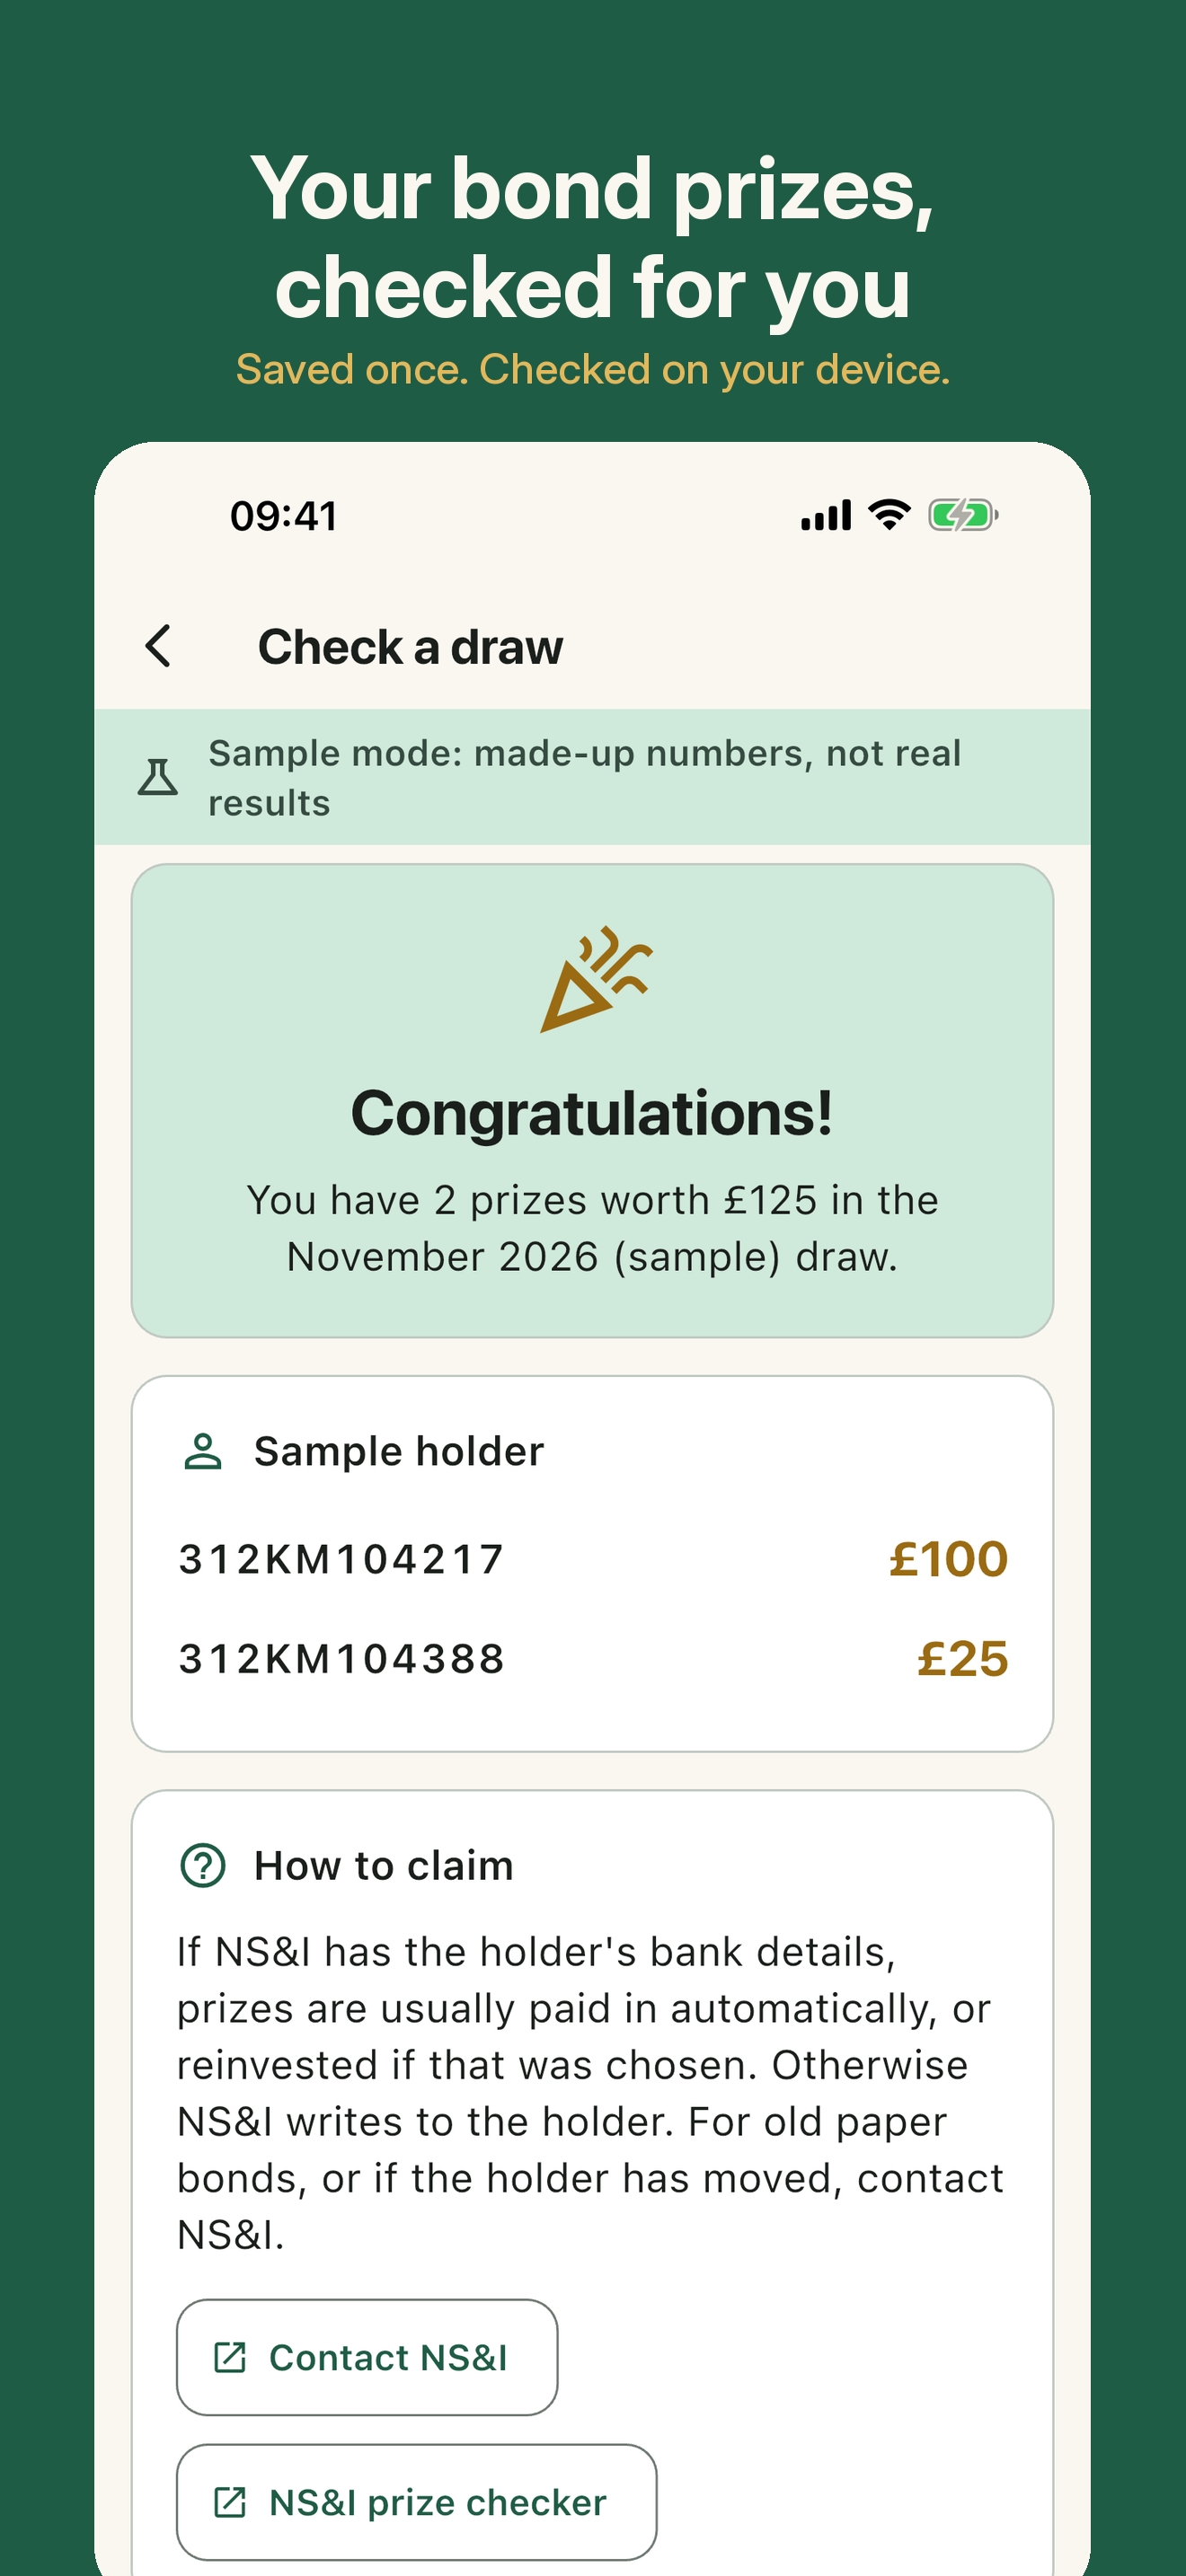 Your bond prizes,
checked for you
Saved once. Checked on your device.
09:41
Check a draw
Sample mode: made-up numbers, not real
results
Congratulations!
You have 2 prizes worth £125 in the
November 2026 (sample) draw.
Sample holder
312KM104217 £100
312KM104388 £25
How to claim
If NS&I has the holder's bank details,
prizes are usually paid in automatically, or
reinvested if that was chosen. Otherwise
NS&I writes to the holder. For old paper
bonds, or if the holder has moved, contact
NS&I.
Contact NS&I
NS&I prize checker